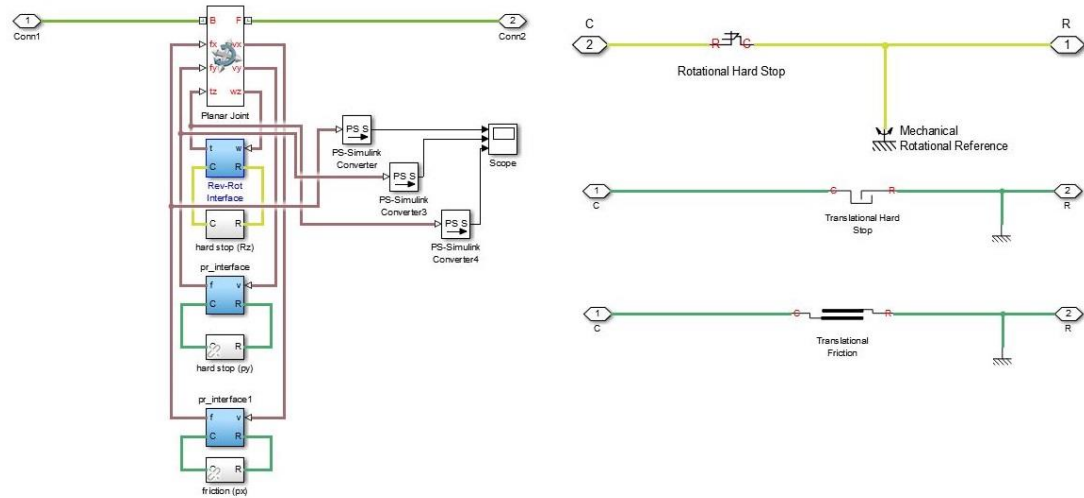 1
Conn1
B
F
2
Conn2
fx
vx
fy
vy
tz
wz
Planar Joint
t
w
C
R
Rev-Rot
Interface
C
R
hard stop (Rz)
pr_interface
f
v
C
R
C
R
hard stop (py)
pr_interface1
f
v
C
R
C
R
friction (px)
PS S
PS-Simulink
Converter
PS S
PS-Simulink
Converter3
PS S
PS-Simulink
Converter4
Scope
C
2
R
C
Rotational Hard Stop
R
1
Mechanical
Rotational Reference
1
C
C
R
Translational Hard
Stop
2
R
1
C
C
R
Translational
Friction
2
R